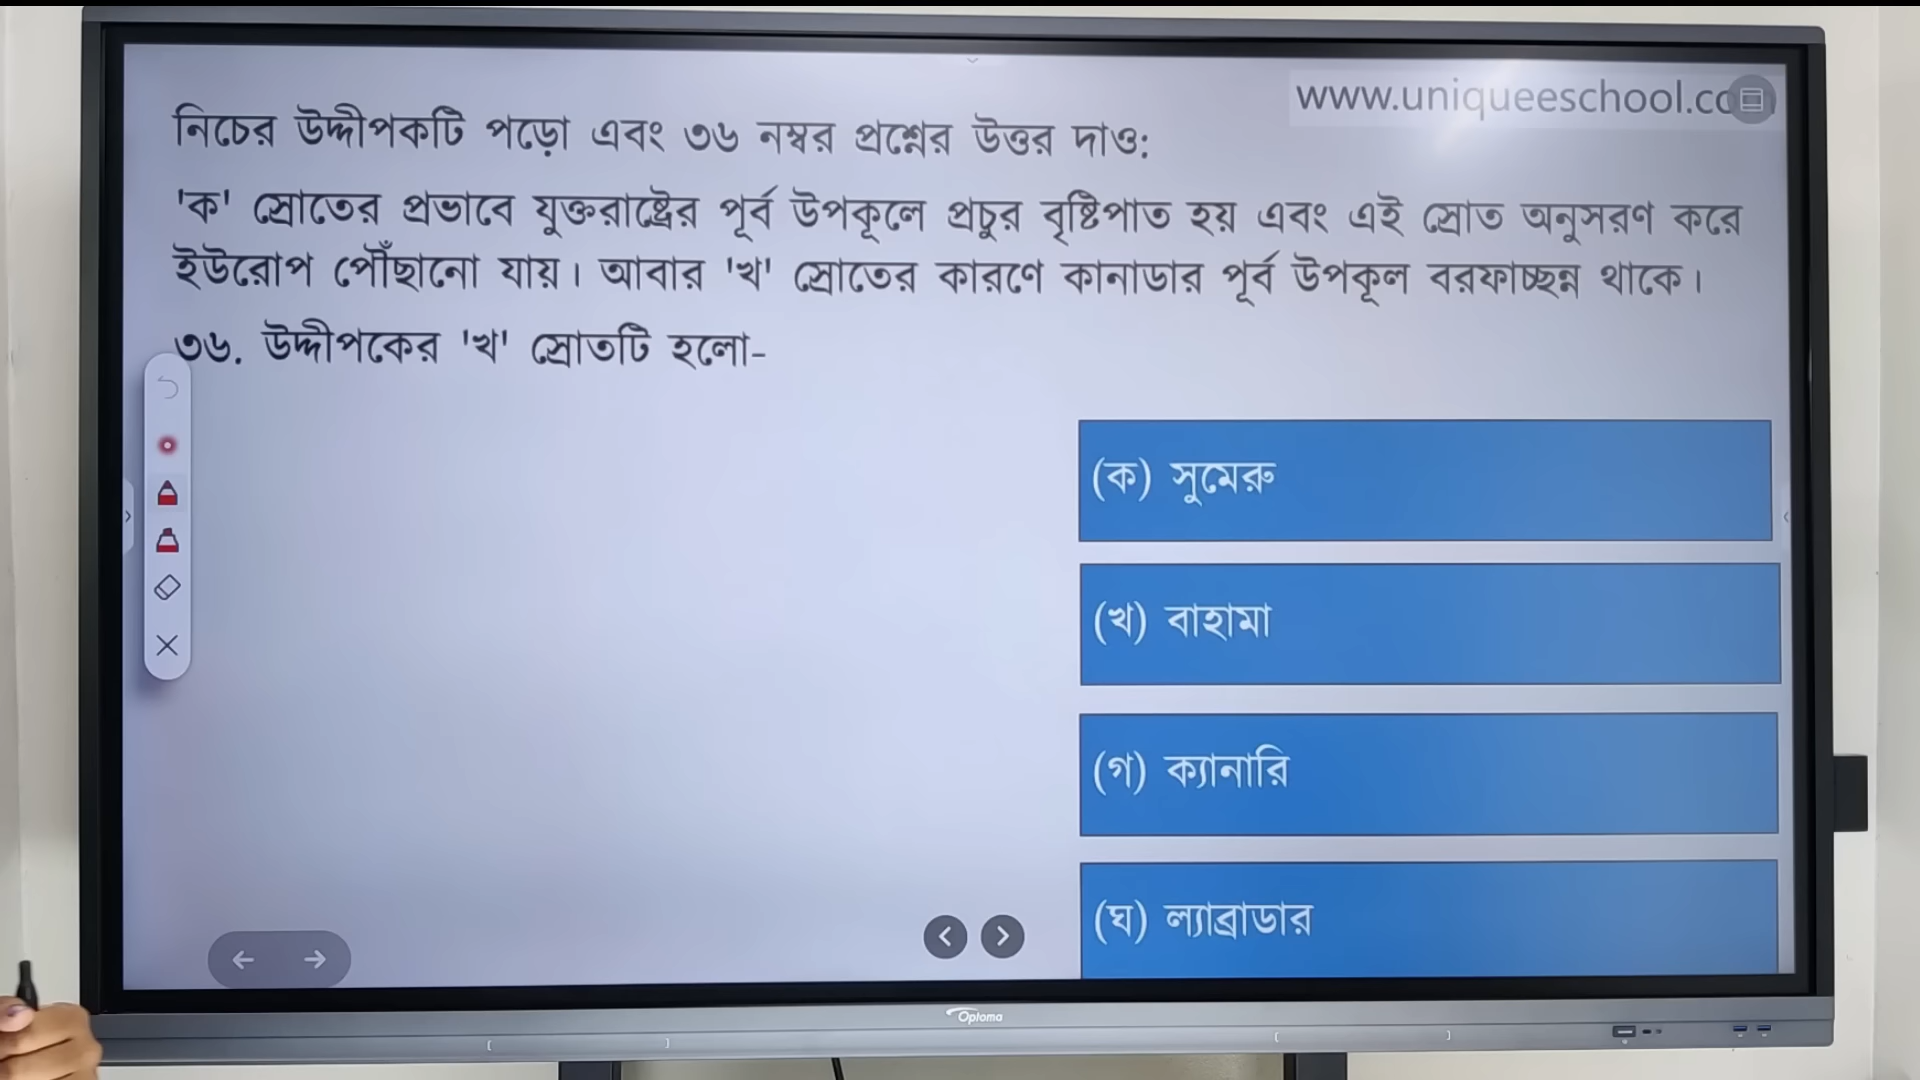 www.uniqueeschool.co
নিচের উদ্দীপকটি পড়ো এবং ৩৬ নম্বর প্রশ্নের উত্তর দাও:
'ক' স্রোতের প্রভাবে যুক্তরাষ্ট্রের পূর্ব উপকূলে প্রচুর বৃষ্টিপাত হয় এবং এই স্রোত অনুসরণ করে
ইউরোপ পৌঁছানো যায়। আবার 'খ' স্রোতের কারণে কানাডার পূর্ব উপকূল বরফাচ্ছন্ন থাকে।
৩৬. উদ্দীপকের 'খ' স্রোতটি হলো-
(ক) সুমেরু
(খ) বাহামা
(গ) ক্যানারি
(ঘ) ল্যাব্রাডার
Optoma